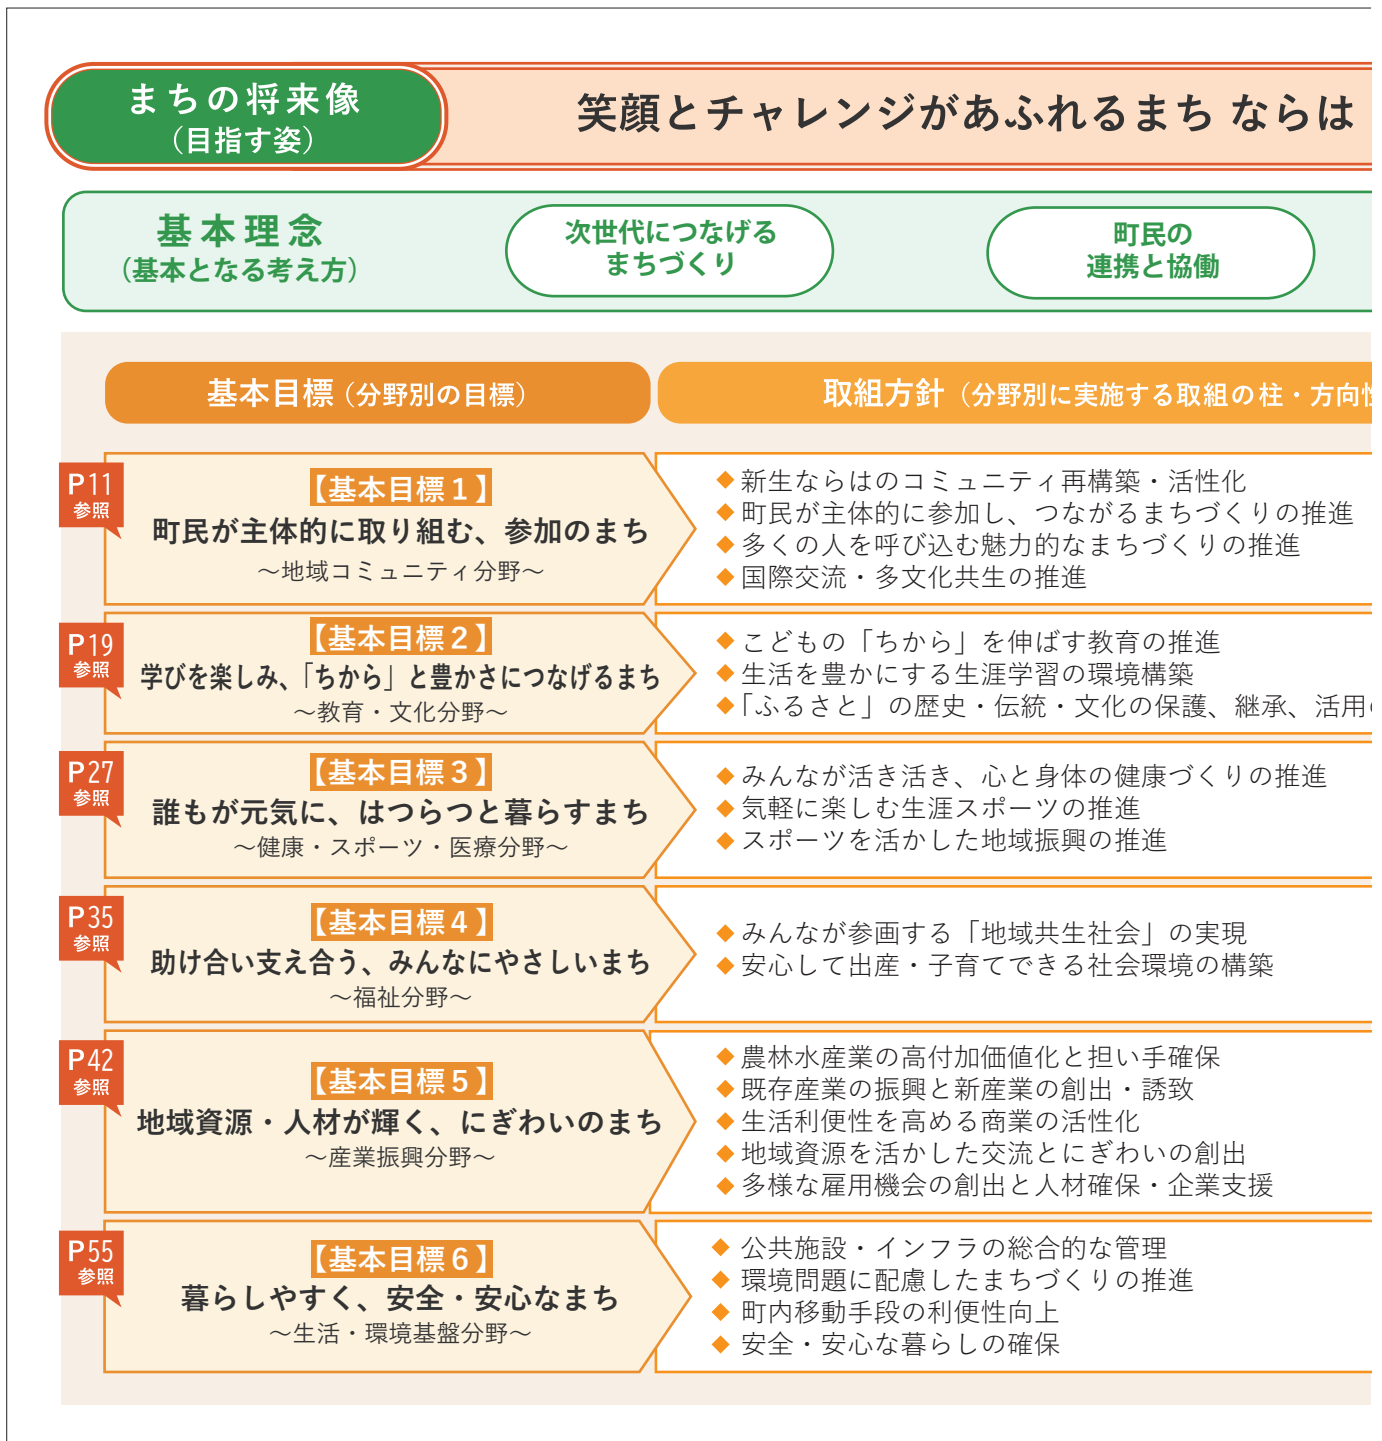 まちの将来像
（目指す姿）
笑顔とチャレンジがあふれるまち ならは
基本理念
（基本となる考え方）
次世代につなげる
まちづくり
町民の
連携と協働
基本目標（分野別の目標）
取組方針（分野別に実施する取組の柱・方向性
P11
参照
【基本目標１】
町民が主体的に取り組む、参加のまち
～地域コミュニティ分野～
◆新生ならはのコミュニティ再構築・活性化
◆町民が主体的に参加し、つながるまちづくりの推進
◆多くの人を呼び込む魅力的なまちづくりの推進
◆国際交流・多文化共生の推進
P19
参照
【基本目標２】
学びを楽しみ、「ちから」と豊かさにつなげるまち
～教育・文化分野～
◆こどもの「ちから」を伸ばす教育の推進
◆生活を豊かにする生涯学習の環境構築
◆「ふるさと」の歴史・伝統・文化の保護、継承、活用
P27
参照
【基本目標３】
誰もが元気に、はつらつと暮らすまち
～健康・スポーツ・医療分野～
◆みんなが活き活き、心と身体の健康づくりの推進
◆気軽に楽しむ生涯スポーツの推進
◆スポーツを活かした地域振興の推進
P35
参照
【基本目標４】
助け合い支え合う、みんなにやさしいまち
～福祉分野～
◆みんなが参画する「地域共生社会」の実現
◆安心して出産・子育てできる社会環境の構築
P42
参照
【基本目標５】
地域資源・人材が輝く、にぎわいのまち
～産業振興分野～
◆農林水産業の高付加価値化と担い手確保
◆既存産業の振興と新産業の創出・誘致
◆生活利便性を高める商業の活性化
◆地域資源を活かした交流とにぎわいの創出
◆多様な雇用機会の創出と人材確保・企業支援
P55
参照
【基本目標６】
暮らしやすく、安全・安心なまち
～生活・環境基盤分野～
◆公共施設・インフラの総合的な管理
◆環境問題に配慮したまちづくりの推進
◆町内移動手段の利便性向上
◆安全・安心な暮らしの確保